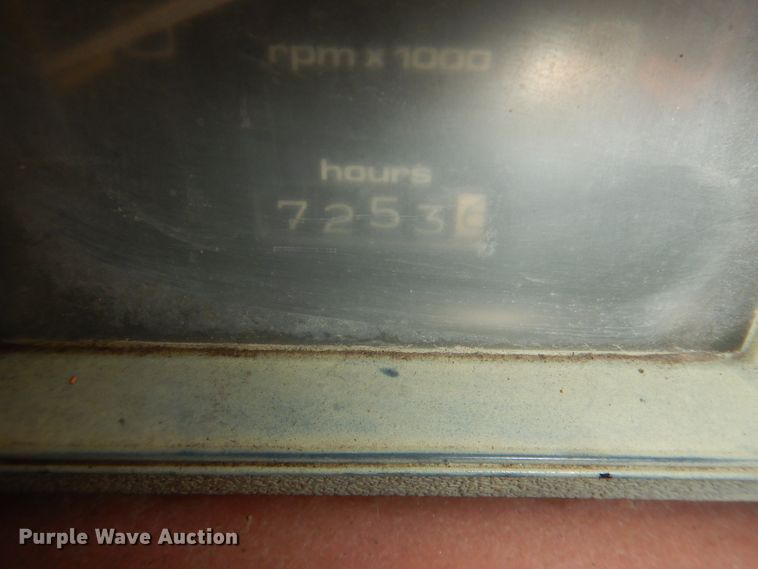 rpm x 1000
hours
7253
Purple Wave Auction